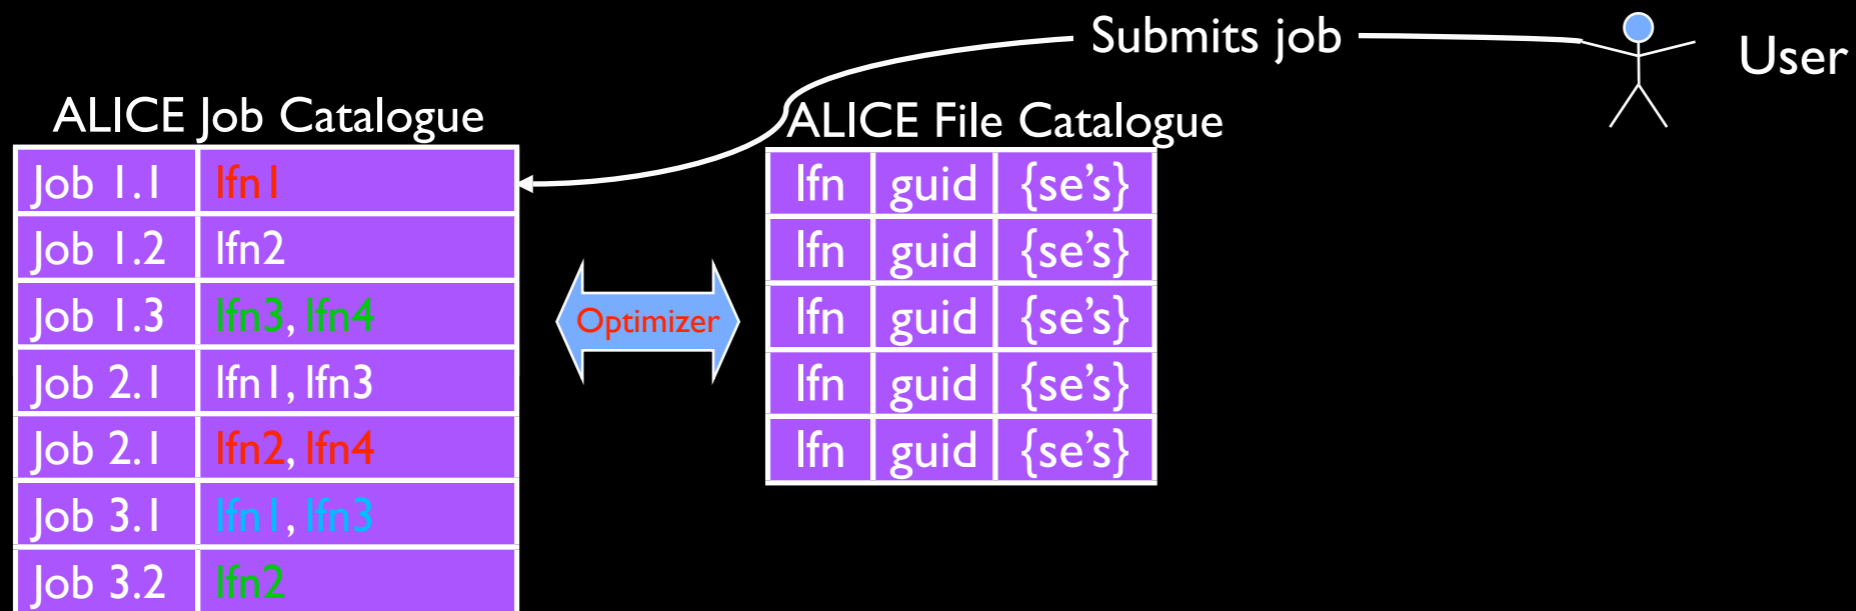 Submits job
User
ALICE Job Catalogue
ALICE File Catalogue
Job 1.1 lfn1
Job 1.2 lfn2
Job 1.3 lfn3, lfn4
Job 2.1 lfn1, lfn3
Job 2.1 lfn2, lfn4
Job 3.1 lfn1, lfn3
Job 3.2 lfn2
Optimizer
lfn guid {se's}
lfn guid {se's}
lfn guid {se's}
lfn guid {se's}
lfn guid {se's}